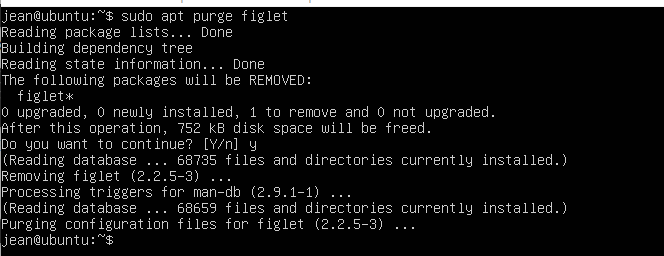 jean@ubuntu:~$ sudo apt purge figlet
Reading package lists... Done
Building dependency tree
Reading state information... Done
The following packages will be REMOVED:
  figlet*
0 upgraded, 0 newly installed, 1 to remove and 0 not upgraded.
After this operation, 752 kB disk space will be freed.
Do you want to continue? [Y/n] y
(Reading database ... 68735 files and directories currently installed.)
Removing figlet (2.2.5-3) ...
Processing triggers for man-db (2.9.1-1) ...
(Reading database ... 68659 files and directories currently installed.)
Purging configuration files for figlet (2.2.5-3) ...
jean@ubuntu:~$